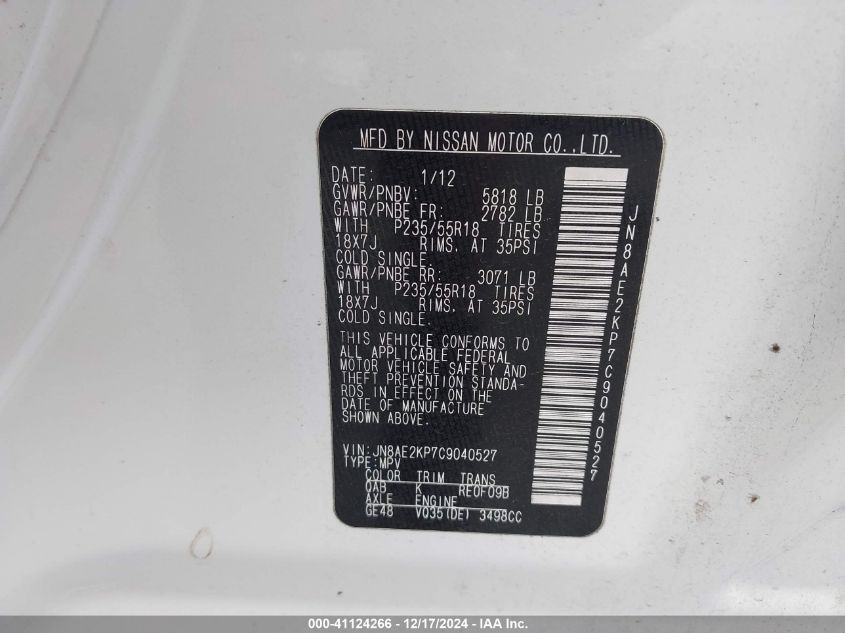 MFD BY NISSAN MOTOR CO.,LTD.
DATE: 1/12
GVWR/PNBV: 5818 LB
GAWR/PNBE FR: 2782 LB
WITH P235/55R18 TIRES
18X7J RIMS. AT 35PSI
COLD SINGLE.
GAWR/PNBE RR: 3071 LB
WITH P235/55R18 TIRES
18X7J RIMS. AT 35PSI
COLD SINGLE.
THIS VEHICLE CONFORMS TO
ALL APPLICABLE FEDERAL
MOTOR VEHICLE SAFETY AND
THEFT PREVENTION STANDA-
RDS IN EFFECT ON THE
DATE OF MANUFACTURE
SHOWN ABOVE.
VIN:JN8AE2KP7C9040527
TYPE:MPV
COLOR TRIM TRANS
QAB K RE0F09B
AXLE ENGINE
GE48 VQ35(DE) 3498CC
JN8AE2KP7C9040527
000-41124266 - 12/17/2024 - IAA Inc.